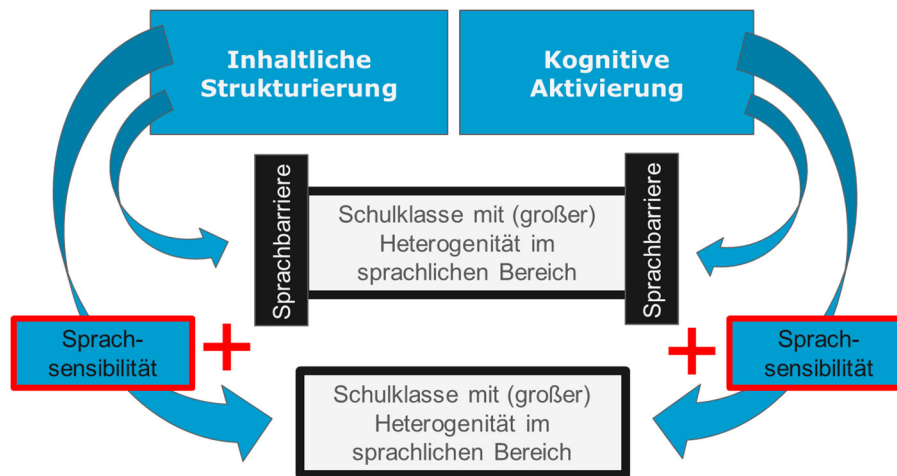 Inhaltliche
Strukturierung
Kognitive
Aktivierung
Sprachbarriere
Schulklasse mit (großer)
Heterogenität im
sprachlichen Bereich
Sprachbarriere
Sprach-
sensibilität
+
+
Sprach-
sensibilität
Schulklasse mit (großer)
Heterogenität im
sprachlichen Bereich